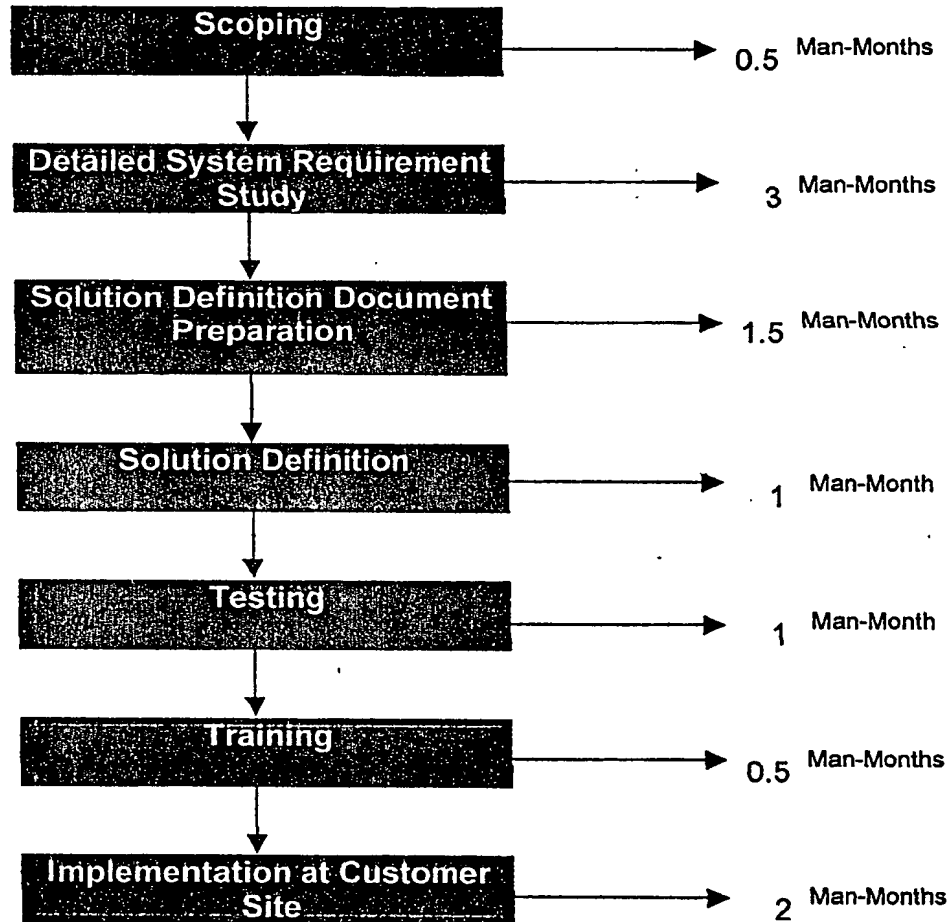 Scoping
0.5 Man-Months
Detailed System Requirement
Study
3 Man-Months
Solution Definition Document
Preparation
1.5 Man-Months
Solution Definition
1 Man-Month
Testing
1 Man-Month
Training
0.5 Man-Months
Implementation at Customer
Site
2 Man-Months